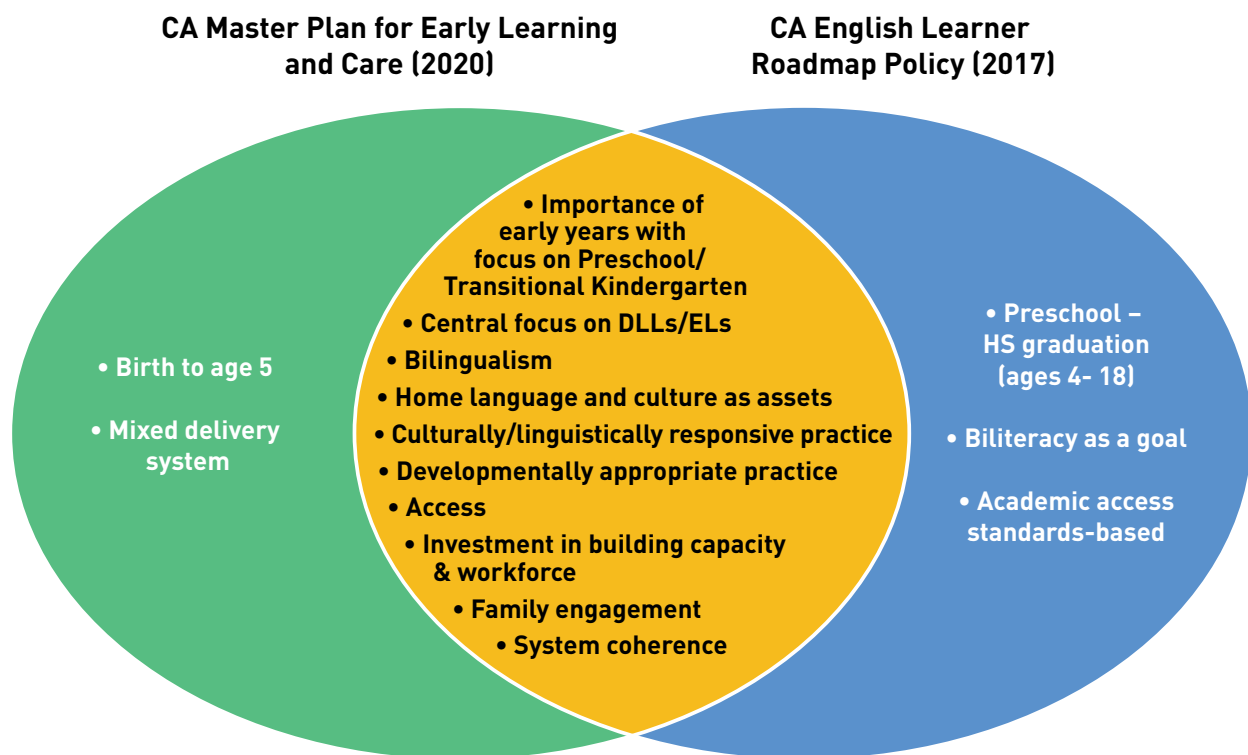 CA Master Plan for Early Learning
and Care (2020)
CA English Learner
Roadmap Policy (2017)
• Birth to age 5
• Mixed delivery
system
• Importance of
early years with
focus on Preschool/
Transitional Kindergarten
• Central focus on DLLs/ELs
• Bilingualism
• Home language and culture as assets
• Culturally/linguistically responsive practice
• Developmentally appropriate practice
• Access
• Investment in building capacity
& workforce
• Family engagement
• System coherence
• Preschool –
HS graduation
(ages 4- 18)
• Biliteracy as a goal
• Academic access
standards-based